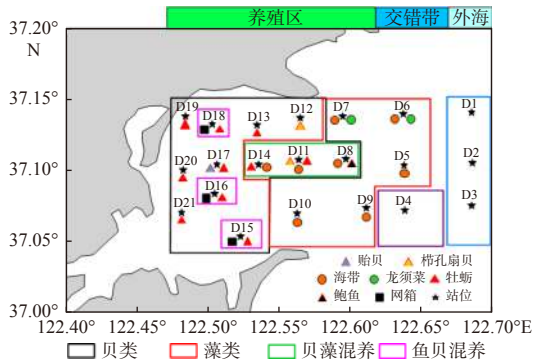 养殖区 交错带 外海
37.20°
N
37.15°
37.10°
37.05°
37.00°
D19 D18 D13 D12 D7 D6 D1
D20 D17 D14 D11 D8 D5 D2
D16
D21 D15 D10 D9 D4 D3
贻贝 栉孔扇贝
海带 龙须菜 牡蛎
鲍鱼 网箱 站位
122.40° 122.45° 122.50° 122.60° 122.65° 122.70°E
贝类 藻类 贝藻混养 鱼贝混养